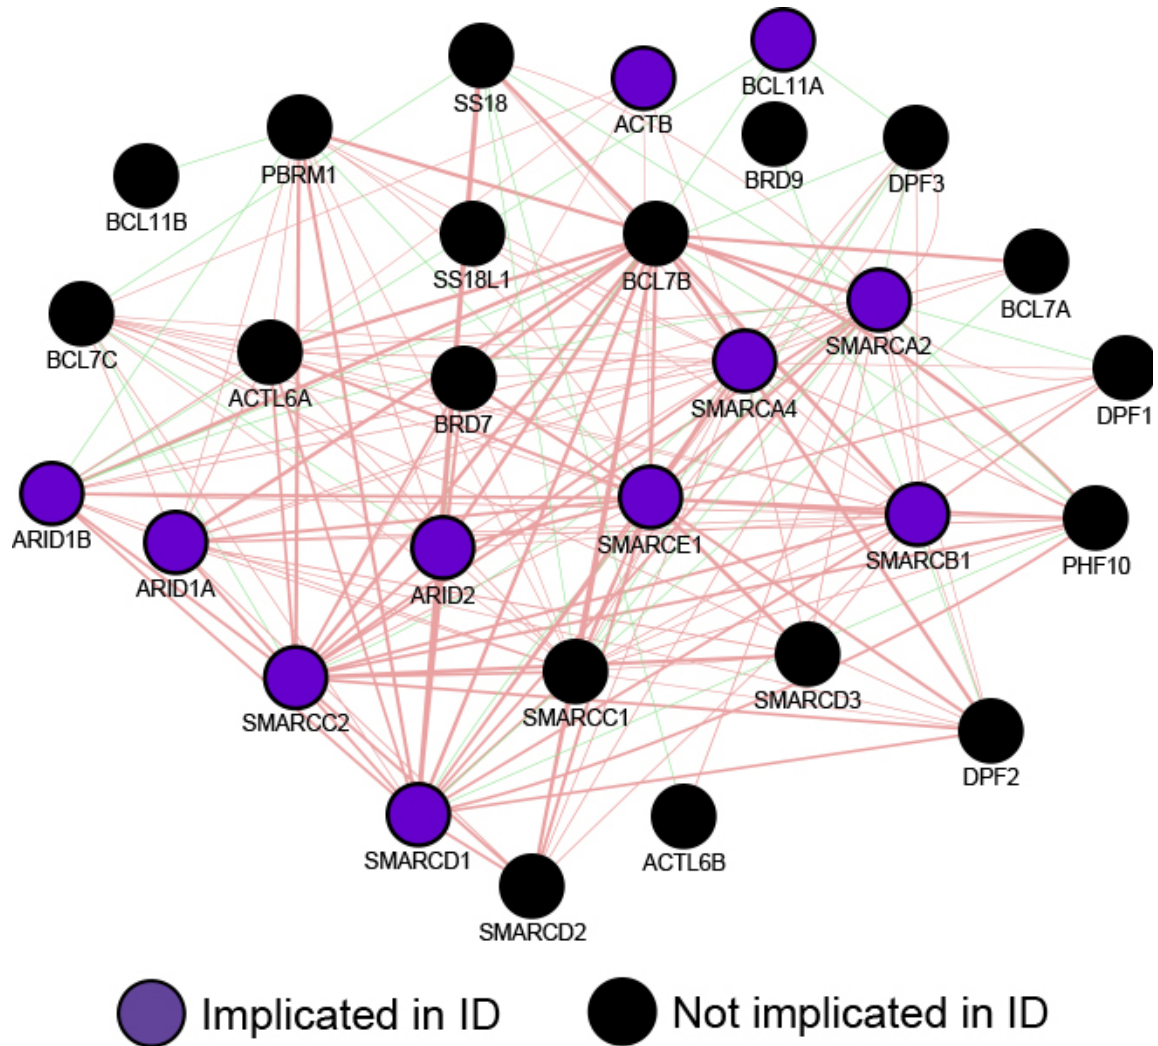 SS18
ACTB
BCL11A
PBRM1
BRD9
DPF3
BCL11B
SS18L1
BCL7B
BCL7A
BCL7C
ACTL6A
BRD7
SMARCA2
SMARCA4
DPF1
ARID1B
ARID1A
ARID2
SMARCE1
SMARCB1
PHF10
SMARCC2
SMARCC1
SMARCD3
DPF2
SMARCD1
ACTL6B
SMARCD2
Implicated in ID
Not implicated in ID